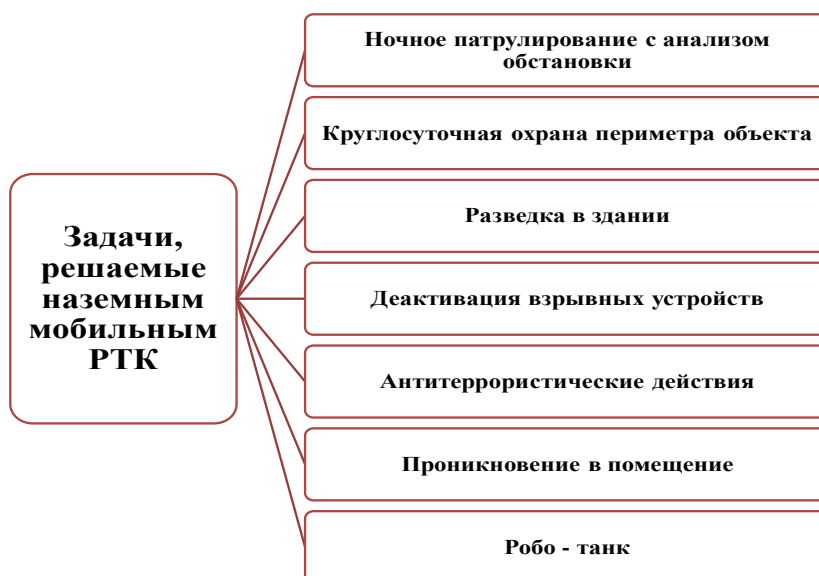 Задачи,
решаемые
наземным
мобильным
РТК
Ночное патрулирование с анализом
обстановки
Круглосуточная охрана периметра объекта
Разведка в здании
Деактивация взрывных устройств
Антитеррористические действия
Проникновение в помещение
Робо - танк